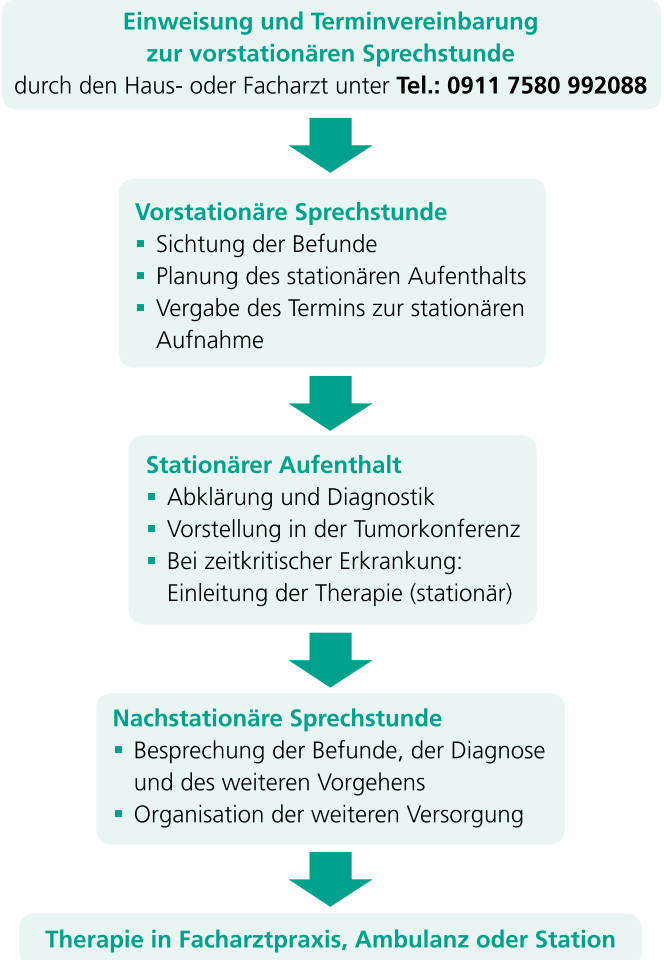 Einweisung und Terminvereinbarung
zur vorstationären Sprechstunde
durch den Haus- oder Facharzt unter Tel.: 0911 7580 992088
Vorstationäre Sprechstunde
▪ Sichtung der Befunde
▪ Planung des stationären Aufenthalts
▪ Vergabe des Termins zur stationären
Aufnahme
Stationärer Aufenthalt
▪ Abklärung und Diagnostik
▪ Vorstellung in der Tumorkonferenz
▪ Bei zeitkritischer Erkrankung:
Einleitung der Therapie (stationär)
Nachstationäre Sprechstunde
▪ Besprechung der Befunde, der Diagnose
und des weiteren Vorgehens
▪ Organisation der weiteren Versorgung
Therapie in Facharztpraxis, Ambulanz oder Station